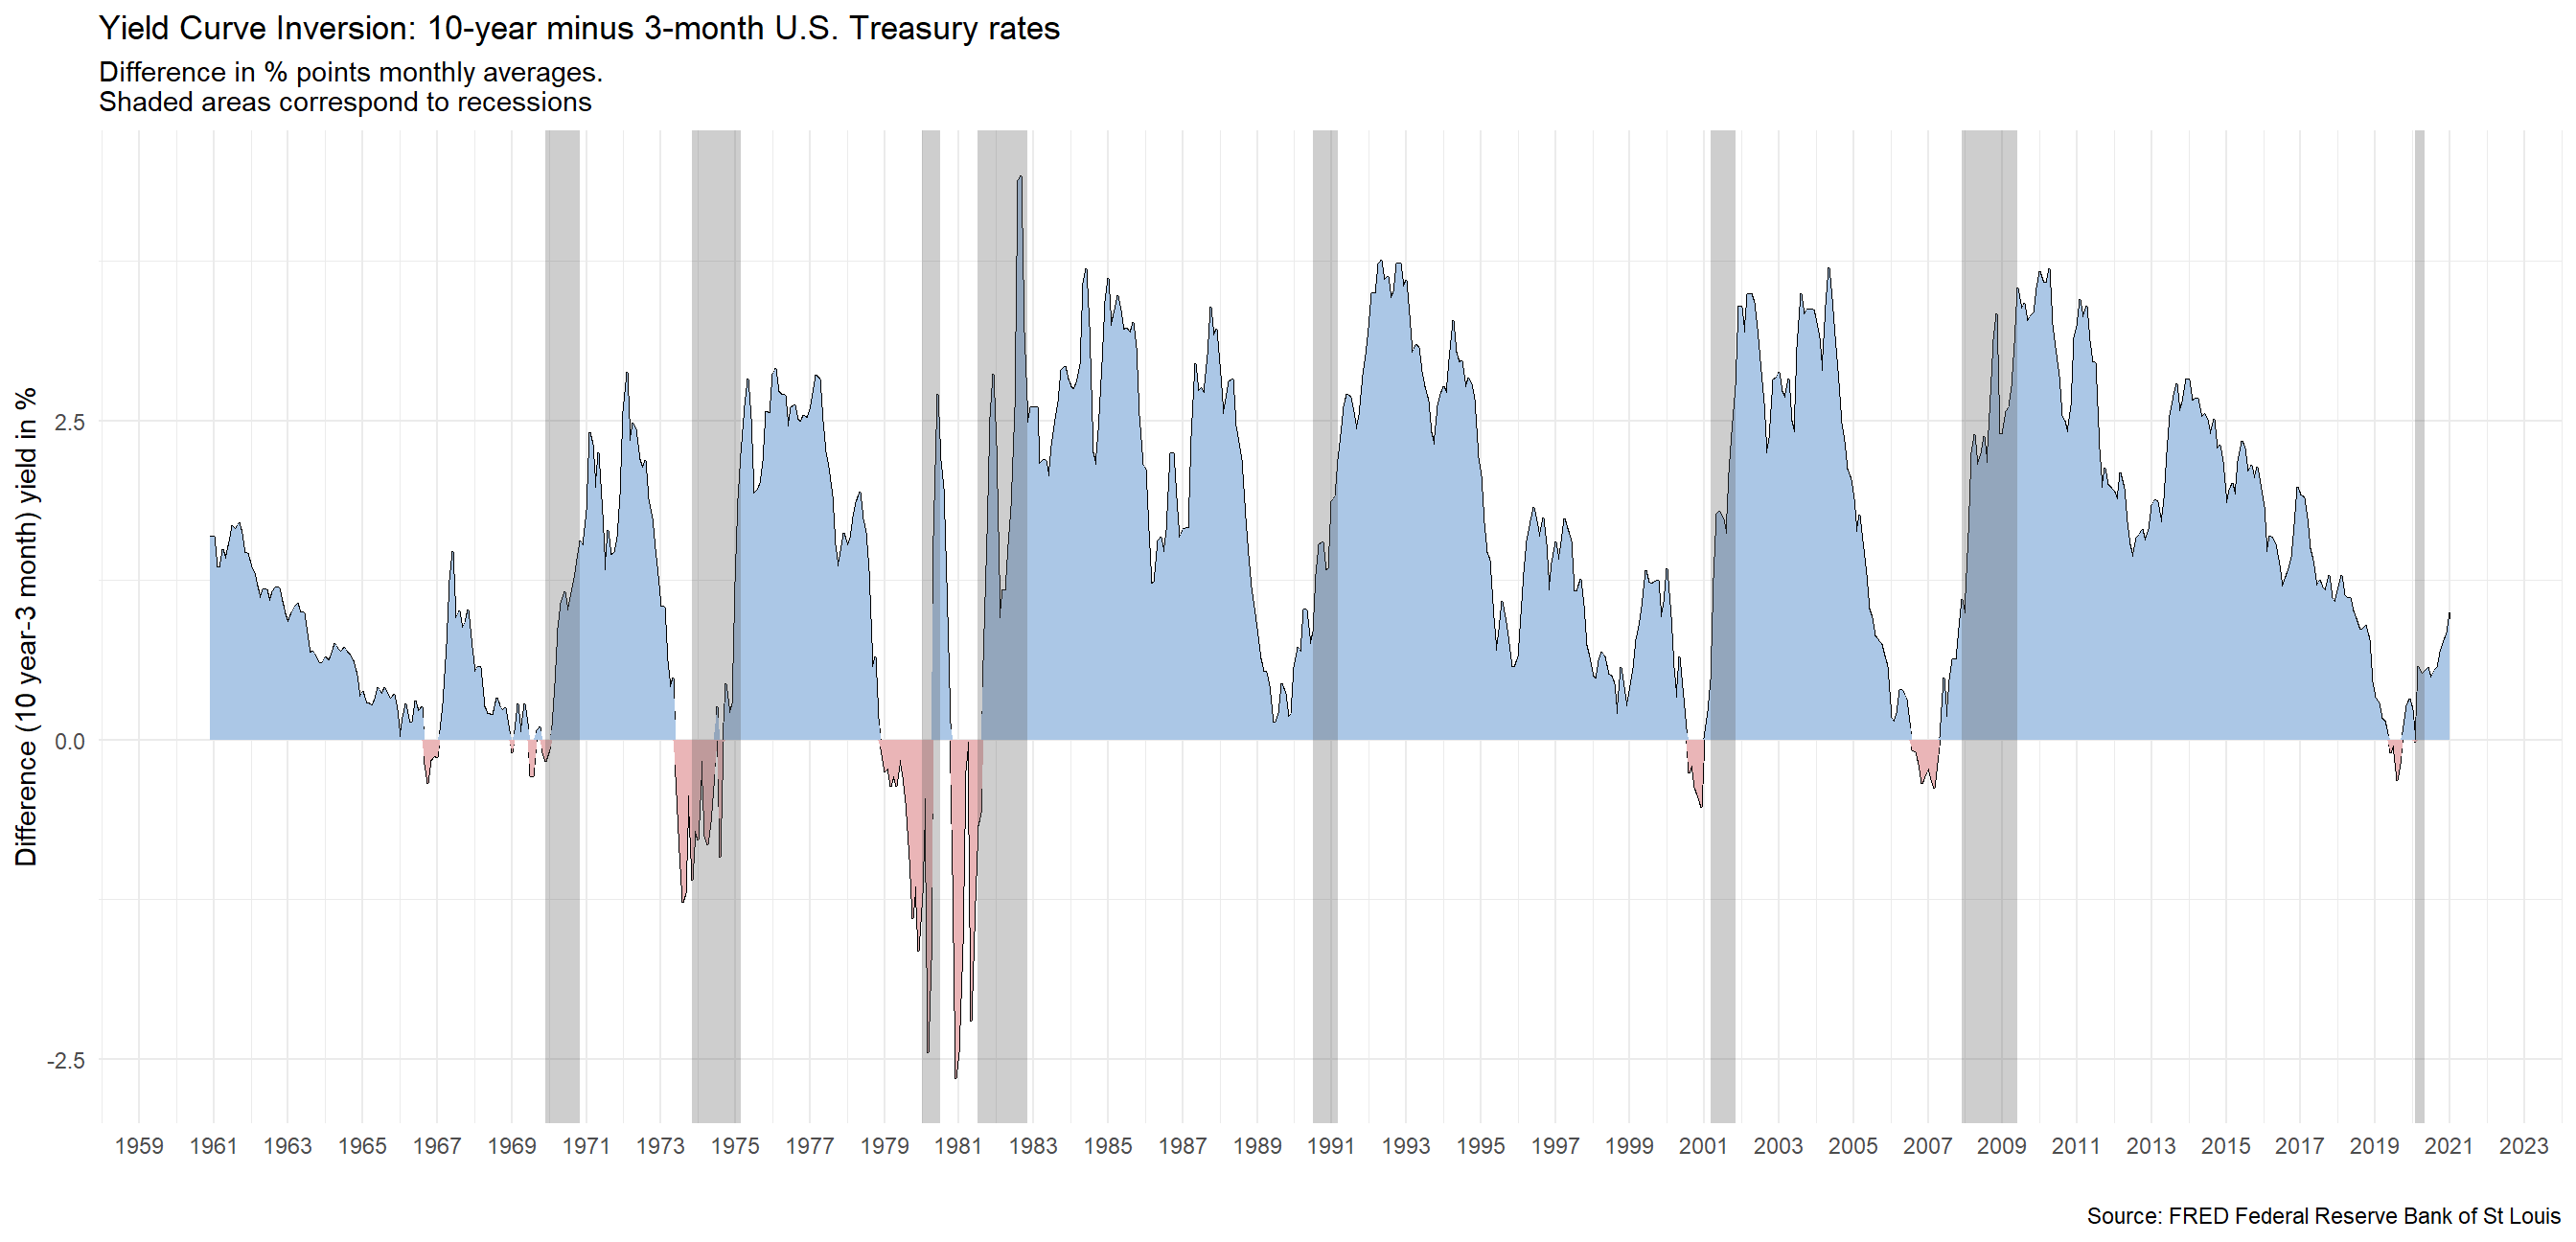 Yield Curve Inversion: 10-year minus 3-month U.S. Treasury rates
Difference in % points monthly averages.
Shaded areas correspond to recessions
Difference (10 year-3 month) yield in %
2.5
0.0
-2.5
1959 1961 1963 1965 1967 1969 1971 1973 1975 1977 1979 1981 1983 1985 1987 1989 1991 1993 1995 1997 1999 2001 2003 2005 2007 2009 2011 2013 2015 2017 2019 2021 2023
Source: FRED Federal Reserve Bank of St Louis